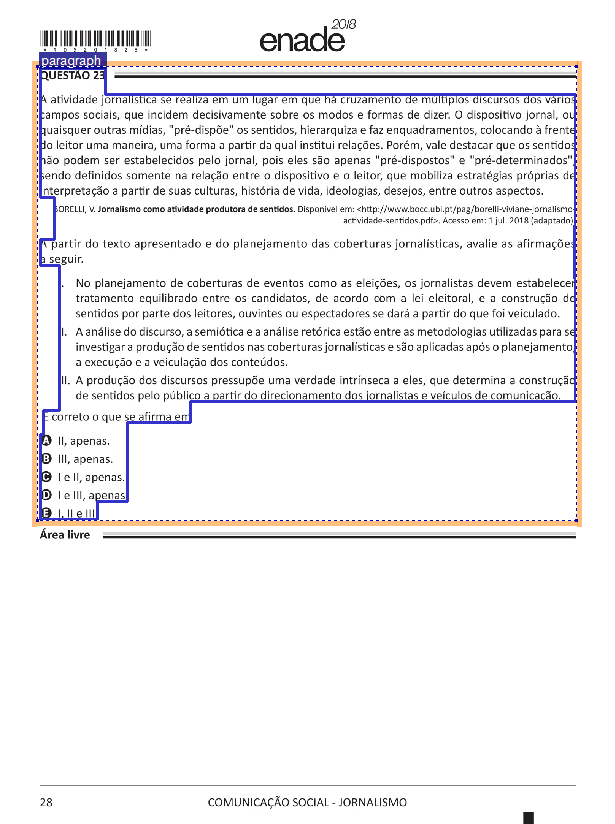 enade 2018
*R05201828*
paragraph
QUESTÃO 23
A atividade jornalística se realiza em um lugar em que há cruzamento de múltiplos discursos dos vários
campos sociais, que incidem decisivamente sobre os modos e formas de dizer. O dispositivo jornal, ou
quaisquer outras mídias, "pré-dispõe" os sentidos, hierarquiza e faz enquadramentos, colocando à frente
do leitor uma maneira, uma forma a partir da qual institui relações. Porém, vale destacar que os sentidos
não podem ser estabelecidos pelo jornal, pois eles são apenas "pré-dispostos" e "pré-determinados",
sendo definidos somente na relação entre o dispositivo e o leitor, que mobiliza estratégias próprias de
interpretação a partir de suas culturas, história de vida, ideologias, desejos, entre outros aspectos.
BORELLI, V. Jornalismo como atividade produtora de sentidos. Disponível em: <http://www.bocc.ubi.pt/pag/borelli-viviane-jornalismo-
actividade-sentidos.pdf>. Acesso em: 1 jul. 2018 (adaptado).
A partir do texto apresentado e do planejamento das coberturas jornalísticas, avalie as afirmações
a seguir.
I. No planejamento de coberturas de eventos como as eleições, os jornalistas devem estabelecer
tratamento equilibrado entre os candidatos, de acordo com a lei eleitoral, e a construção de
sentidos por parte dos leitores, ouvintes ou espectadores se dará a partir do que foi veiculado.
II. A análise do discurso, a semiótica e a análise retórica estão entre as metodologias utilizadas para se
investigar a produção de sentidos nas coberturas jornalísticas e são aplicadas após o planejamento,
a execução e a veiculação dos conteúdos.
III. A produção dos discursos pressupõe uma verdade intrínseca a eles, que determina a construção
de sentidos pelo público a partir do direcionamento dos jornalistas e veículos de comunicação.
É correto o que se afirma em
A II, apenas.
B III, apenas.
C I e II, apenas.
D I e III, apenas.
E I, II e III.
Área livre
28 COMUNICAÇÃO SOCIAL - JORNALISMO